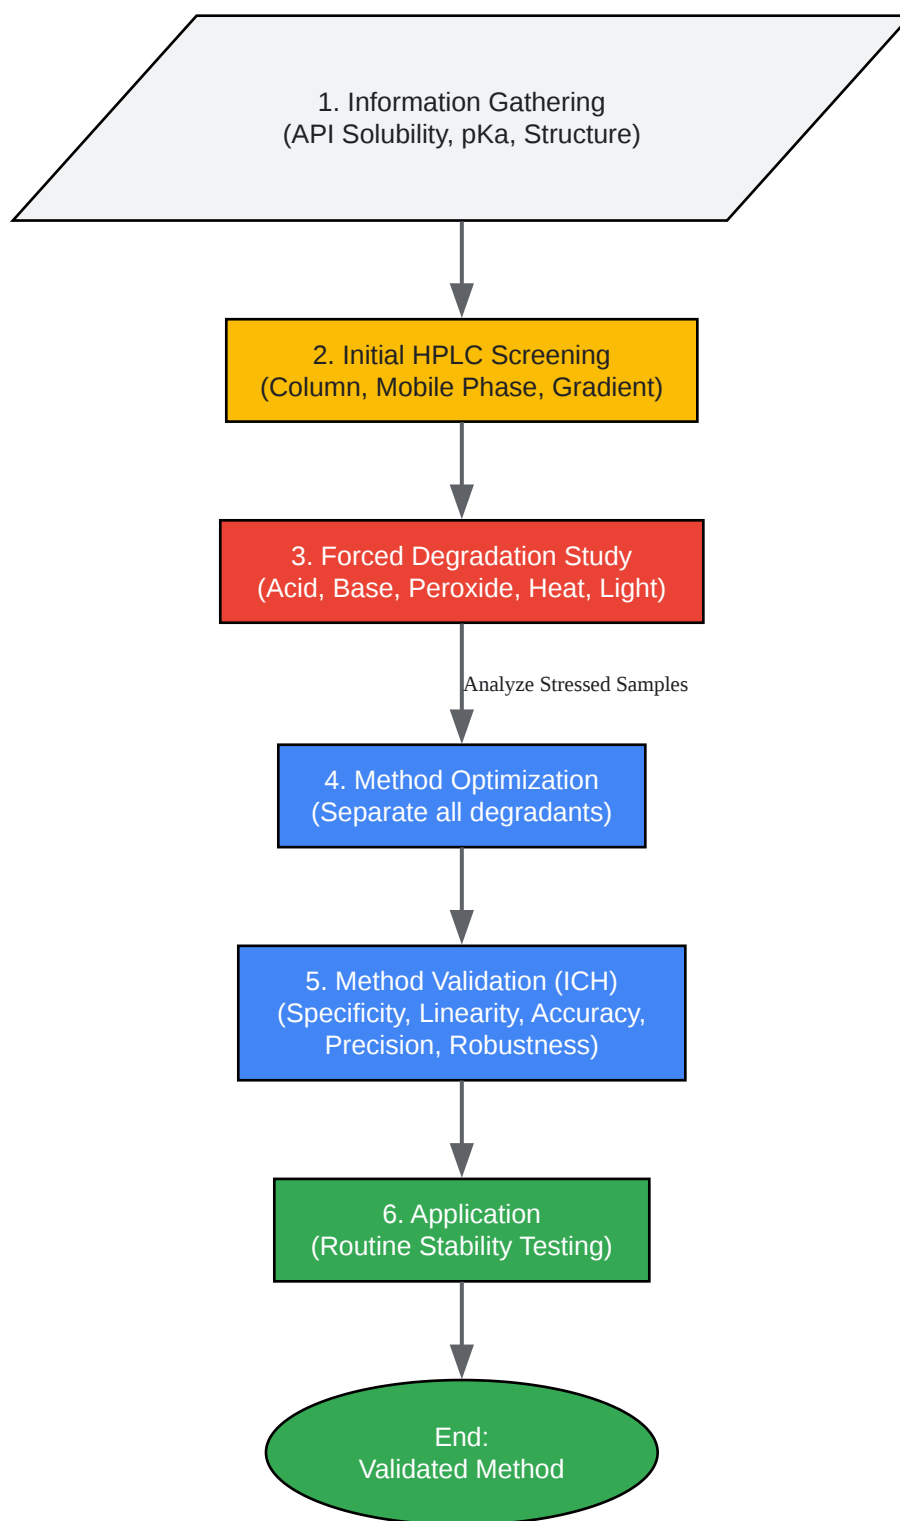 1. Information Gathering
(API Solubility, pKa, Structure)
2. Initial HPLC Screening
(Column, Mobile Phase, Gradient)
3. Forced Degradation Study
(Acid, Base, Peroxide, Heat, Light)
Analyze Stressed Samples
4. Method Optimization
(Separate all degradants)
5. Method Validation (ICH)
(Specificity, Linearity, Accuracy,
Precision, Robustness)
6. Application
(Routine Stability Testing)
End:
Validated Method